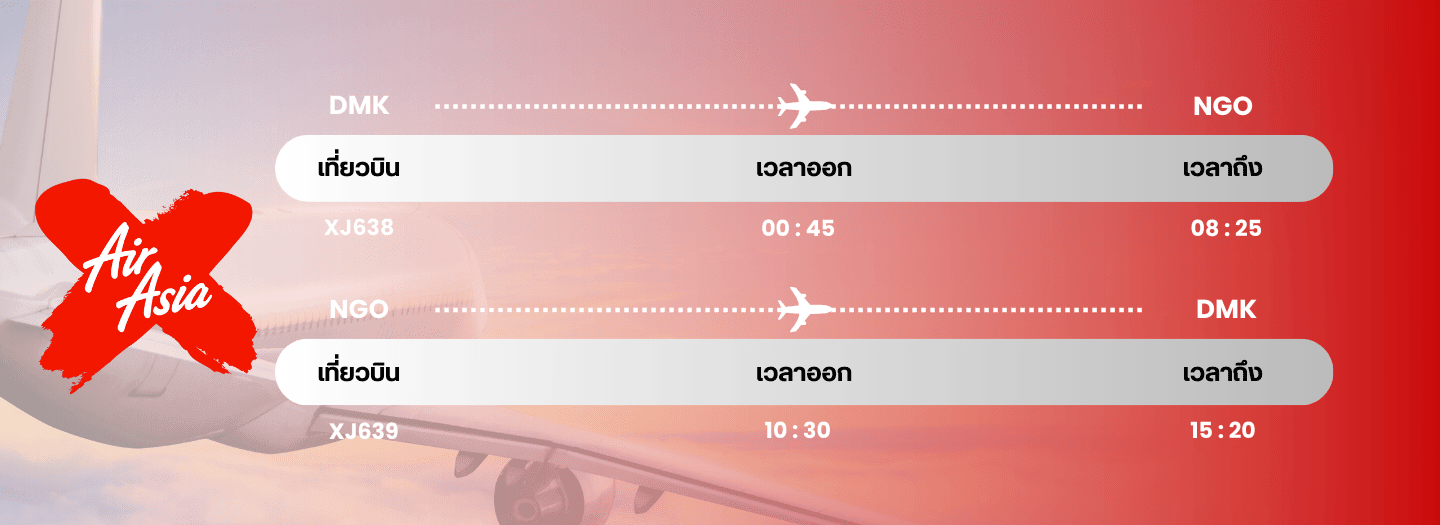 DMK NGO
เที่ยวบิน เวลาออก เวลาถึง
XJ638 00 : 45 08 : 25
Air
Asia
NGO DMK
เที่ยวบิน เวลาออก เวลาถึง
XJ639 10 : 30 15 : 20